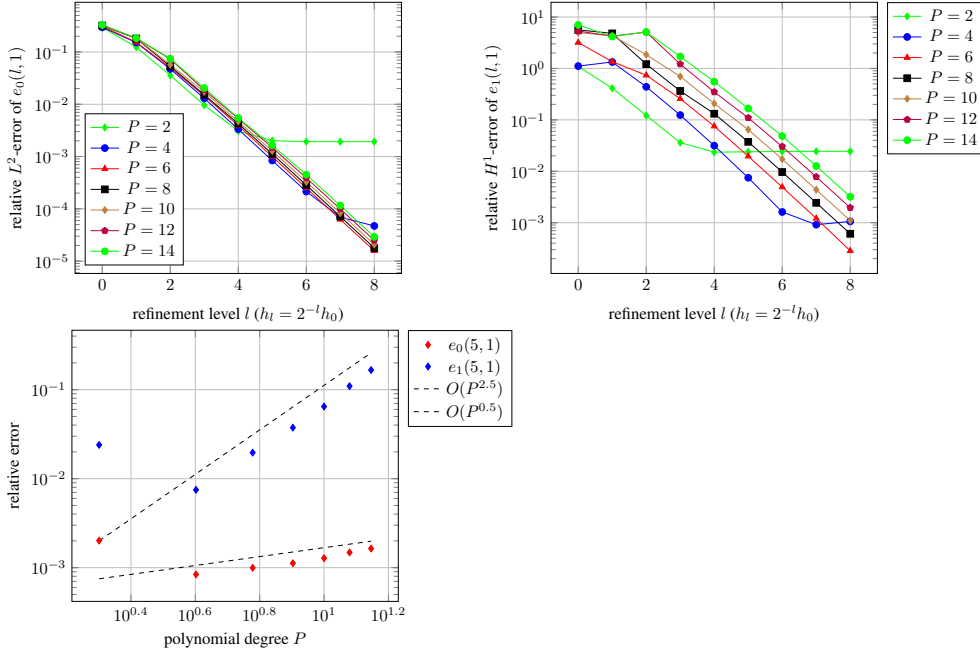 relative $L^2$-error of $e_0(l, 1)$
$10^{-1}$
$10^{-2}$
$10^{-3}$
$10^{-4}$
$10^{-5}$
$P = 2$
$P = 4$
$P = 6$
$P = 8$
$P = 10$
$P = 12$
$P = 14$
0 2 4 6 8
refinement level $l$ ($h_l = 2^{-l}h_0$)
relative $H^1$-error of $e_1(l, 1)$
$10^1$
$10^0$
$10^{-1}$
$10^{-2}$
$10^{-3}$
0 2 4 6 8
refinement level $l$ ($h_l = 2^{-l}h_0$)
$P = 2$
$P = 4$
$P = 6$
$P = 8$
$P = 10$
$P = 12$
$P = 14$
relative error
$10^{-1}$
$10^{-2}$
$10^{-3}$
$10^{0.4}$ $10^{0.6}$ $10^{0.8}$ $10^1$ $10^{1.2}$
polynomial degree $P$
$e_0(5, 1)$
$e_1(5, 1)$
$O(P^{2.5})$
$O(P^{0.5})$